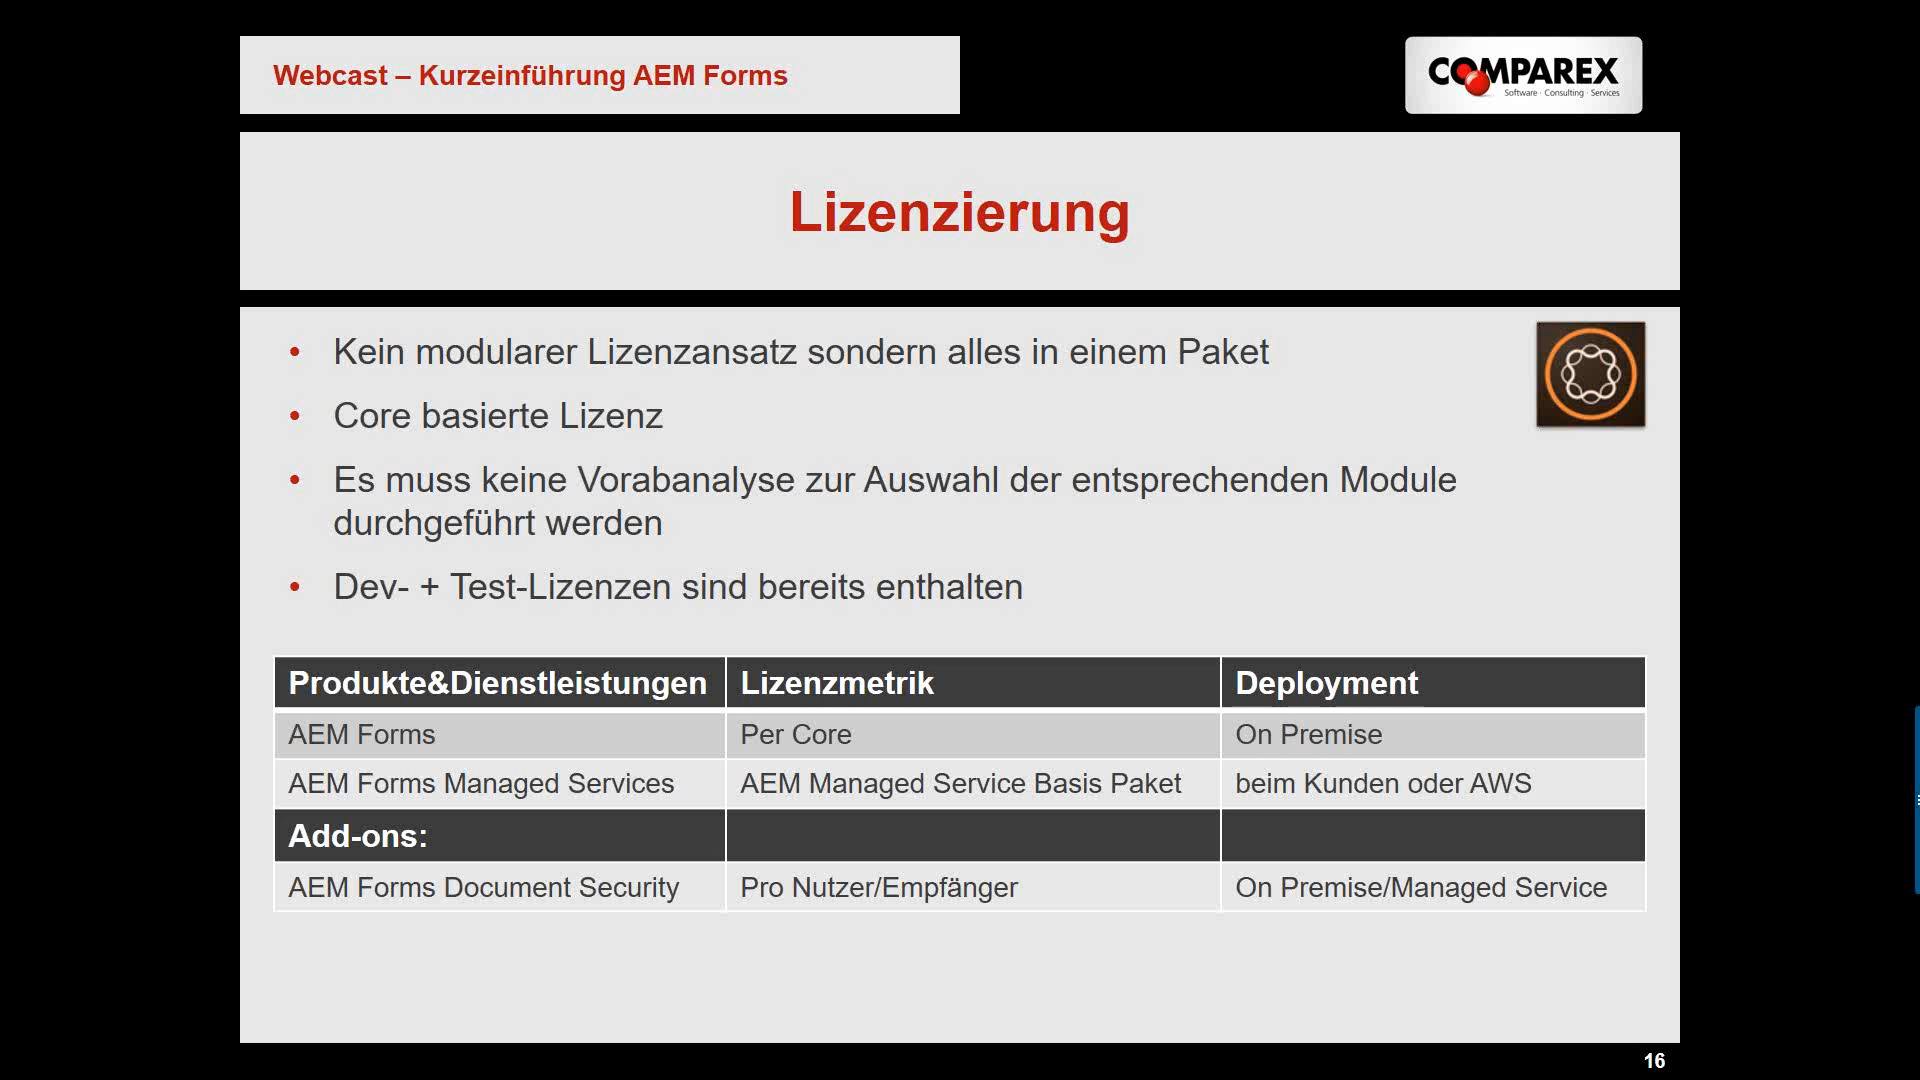 Webcast – Kurzeinführung AEM Forms
COMPAREX
Software · Consulting · Services
Lizenzierung
• Kein modularer Lizenzansatz sondern alles in einem Paket
• Core basierte Lizenz
• Es muss keine Vorabanalyse zur Auswahl der entsprechenden Module
durchgeführt werden
• Dev- + Test-Lizenzen sind bereits enthalten
Produkte&Dienstleistungen Lizenzmetrik Deployment
AEM Forms Per Core On Premise
AEM Forms Managed Services AEM Managed Service Basis Paket beim Kunden oder AWS
Add-ons:
AEM Forms Document Security Pro Nutzer/Empfänger On Premise/Managed Service
16